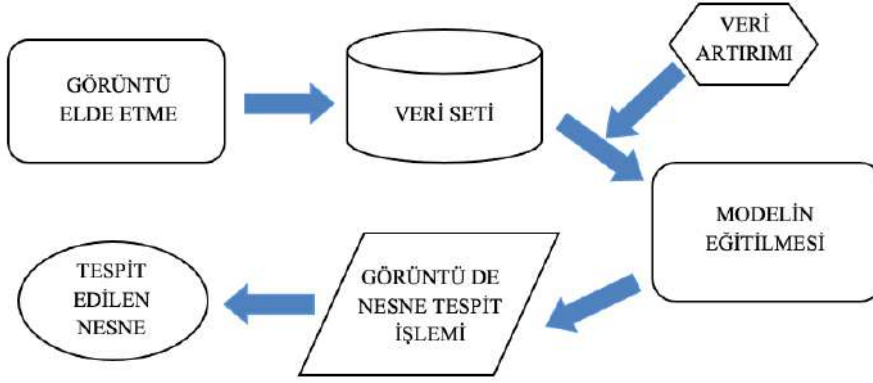 GÖRÜNTÜ
ELDE ETME
VERİ SETİ
VERİ
ARTIRIMI
MODELİN
EĞİTİLMESİ
GÖRÜNTÜ DE
NESNE TESPİT
İŞLEMİ
TESPİT
EDİLEN
NESNE